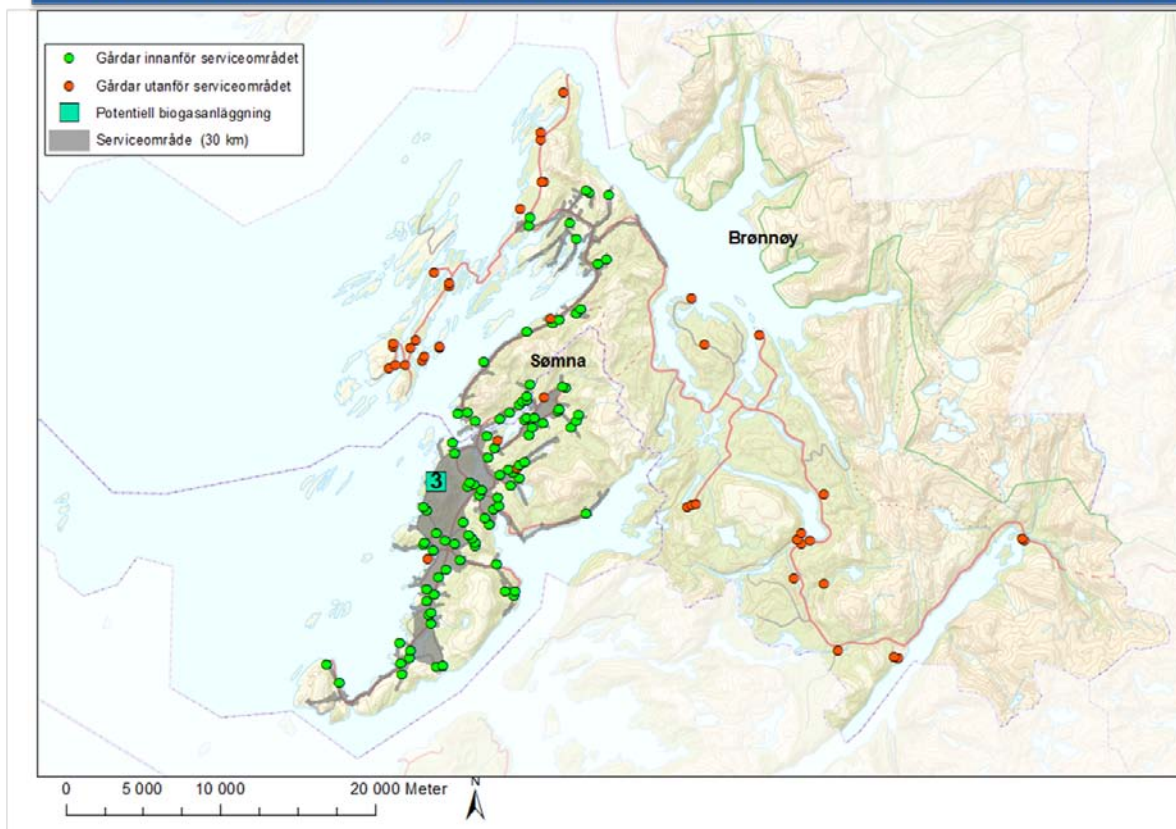 Gårdar innanför serviceområdet
Gårdar utanför serviceområdet
Potentiell biogasanläggning
Serviceområde (30 km)
Brønnøy
Sømna
3
0 5 000 10 000 20 000 Meter
N